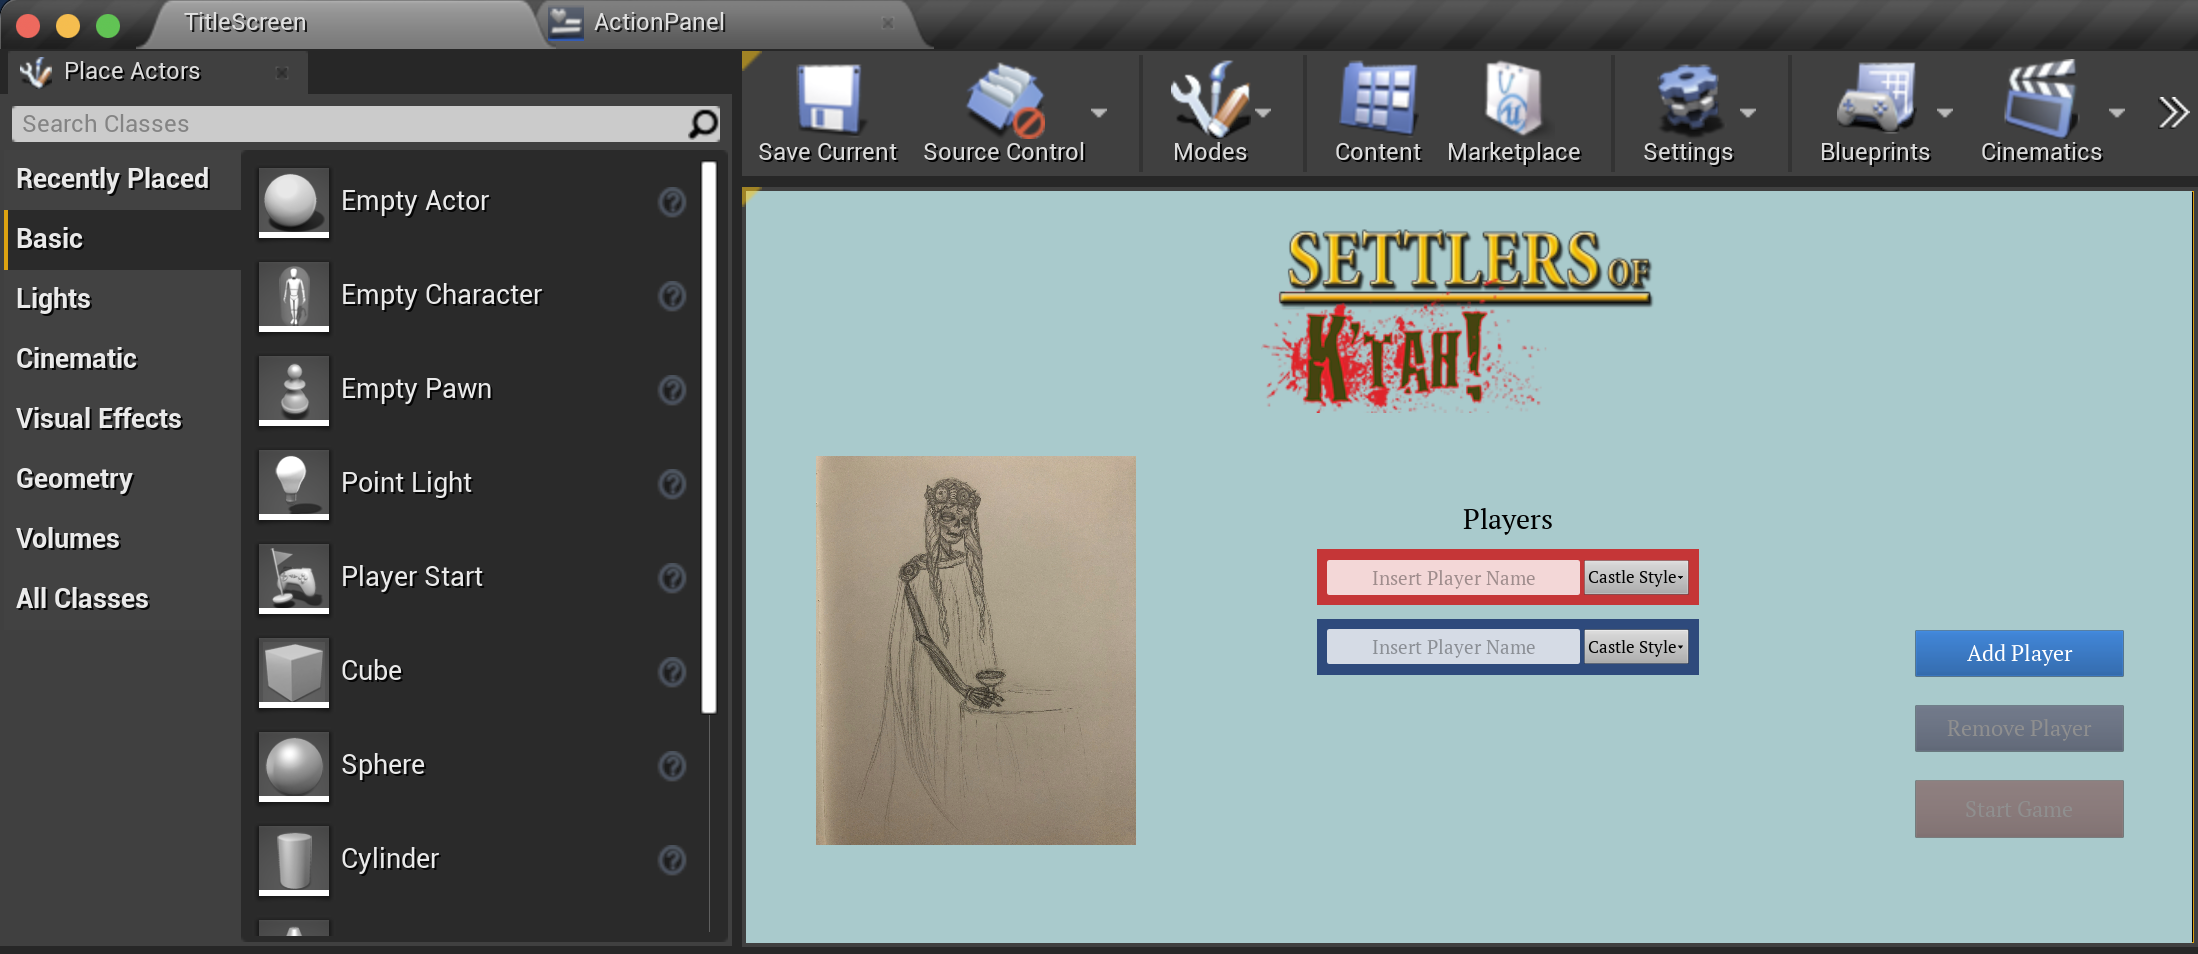 TitleScreen
ActionPanel
Place Actors
Search Classes
Recently Placed
Basic
Lights
Cinematic
Visual Effects
Geometry
Volumes
All Classes
Empty Actor
Empty Character
Empty Pawn
Point Light
Player Start
Cube
Sphere
Cylinder
Save Current
Source Control
Modes
Content
Marketplace
Settings
Blueprints
Cinematics
SETTLERS OF
K'TAH!
Players
Insert Player Name
Castle Style
Insert Player Name
Castle Style
Add Player
Remove Player
Start Game